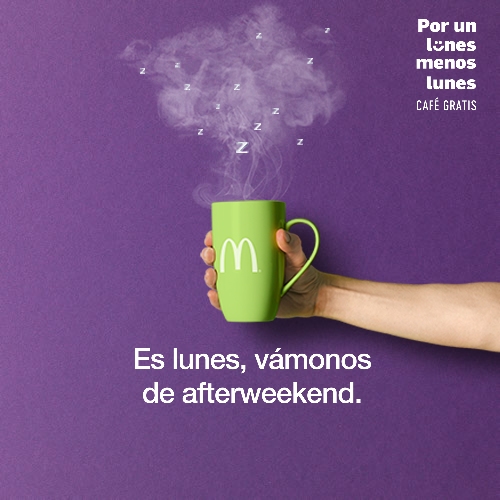 Por un
lunes
menos
lunes
CAFÉ GRATIS
z
z
z
z
z
z
z
z
z
z
z
z
M
Es lunes, vámonos
de afterweekend.